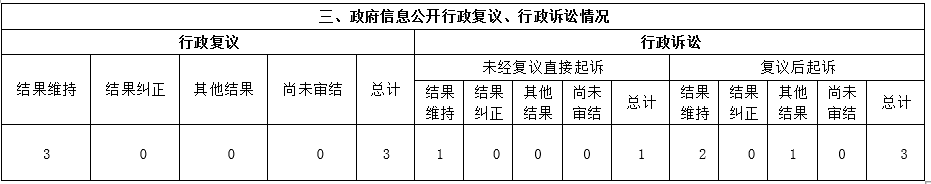 三、政府信息公开行政复议、行政诉讼情况
行政复议 行政诉讼
未经复议直接起诉 复议后起诉
结果维持 结果纠正 其他结果 尚未审结 总计 结果维持 结果纠正 其他结果 尚未审结 总计 结果维持 结果纠正 其他结果 尚未审结 总计
3 0 0 0 3 1 0 0 0 1 2 0 1 0 3